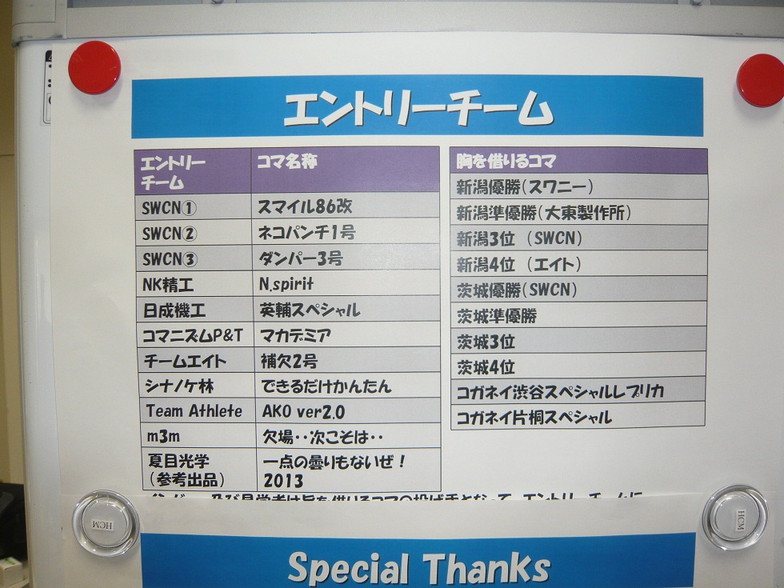 エントリーチーム
エントリー
チーム
コマ名称
SWCN① スマイル86改
SWCN② ネコパンチ1号
SWCN③ ダンパー3号
NK精工 N,spirit
日成機工 英輔スペシャル
コマニズムP&T マカデミア
チームエイト 補欠2号
シナノケ林 できるだけかんたん
Team Athlete AKO ver2.0
m3m 欠場‥次こそは‥
夏目光学 一点の曇りもないぜ!
(参考出品) 2013
胸を借りるコマ
新潟優勝(スワニー)
新潟準優勝(大東製作所)
新潟3位 (SWCN)
新潟4位 (エイト)
茨城優勝(SWCN)
茨城準優勝
茨城3位
茨城4位
コガネイ渋谷スペシャルレプリカ
コガネイ片桐スペシャル
Special Thanks
HCM
HCM